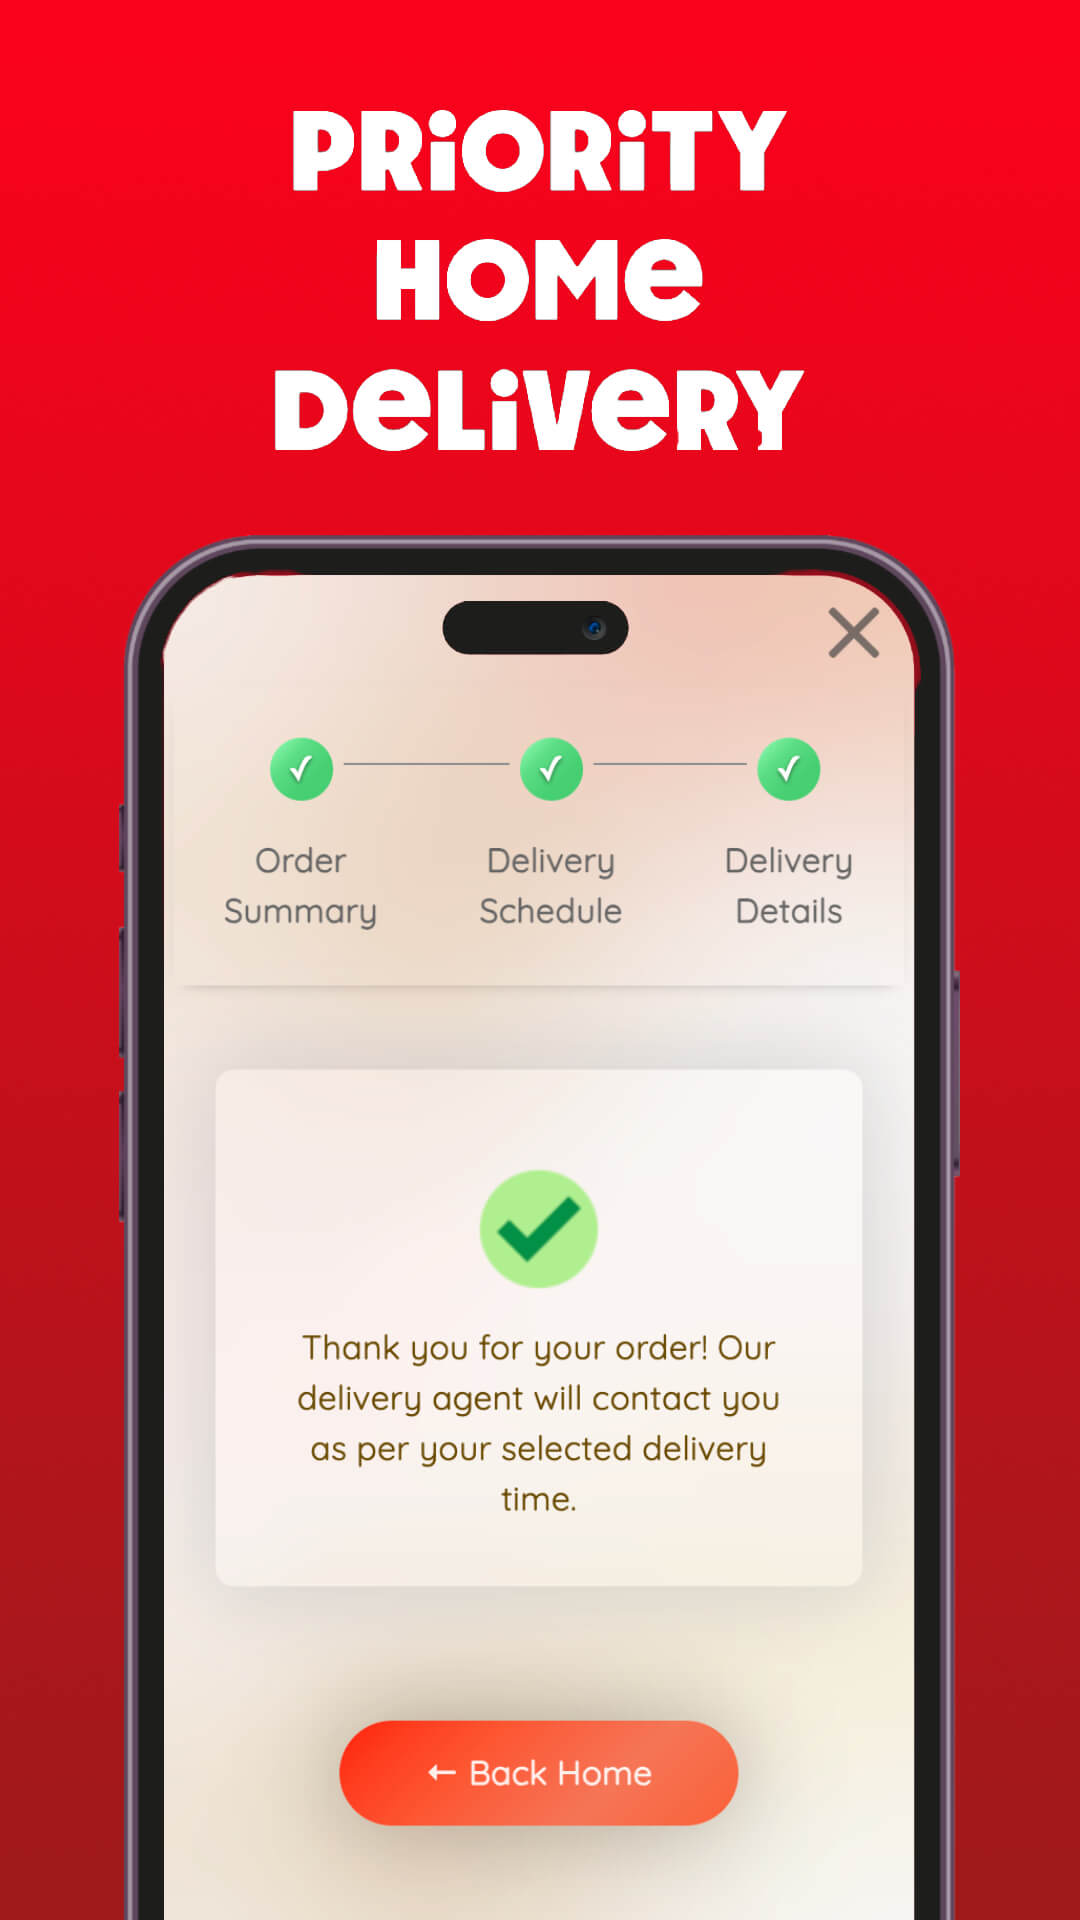 PRiORiTY
HOMe
DeLiVeRY
Order
Summary
Delivery
Schedule
Delivery
Details
Thank you for your order! Our
delivery agent will contact you
as per your selected delivery
time.
← Back Home